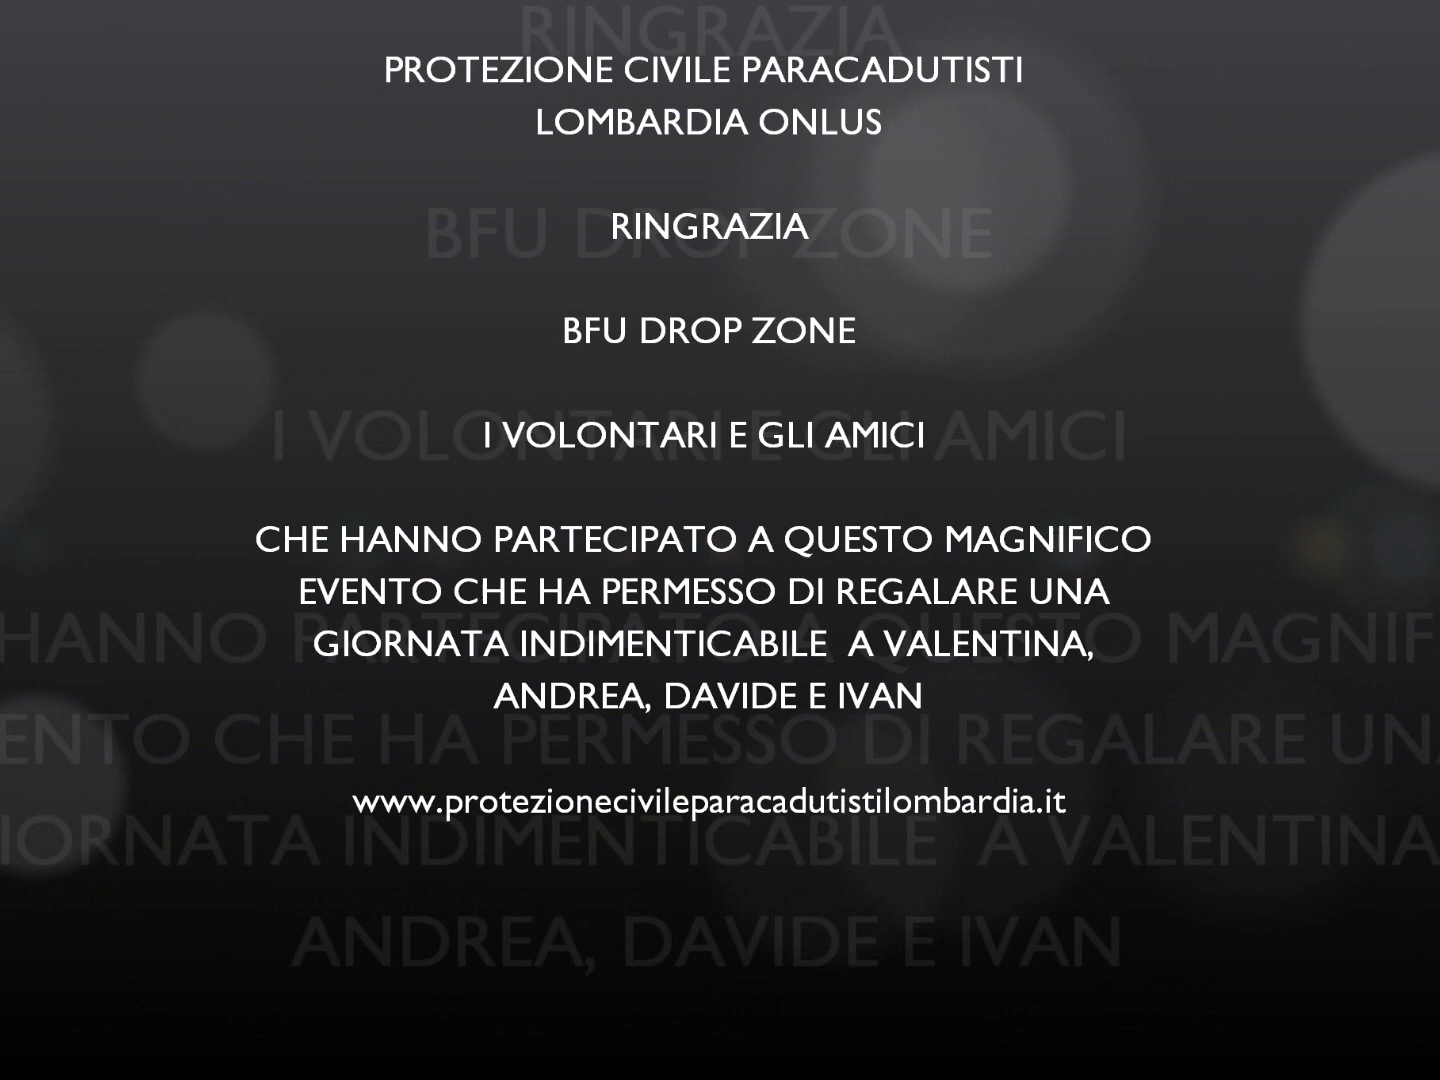 PROTEZIONE CIVILE PARACADUTISTI
LOMBARDIA ONLUS
RINGRAZIA
BFU DROP ZONE
I VOLONTARI E GLI AMICI
CHE HANNO PARTECIPATO A QUESTO MAGNIFICO
EVENTO CHE HA PERMESSO DI REGALARE UNA
GIORNATA INDIMENTICABILE  A VALENTINA,
ANDREA, DAVIDE E IVAN
www.protezionecivileparacadutistilombardia.it